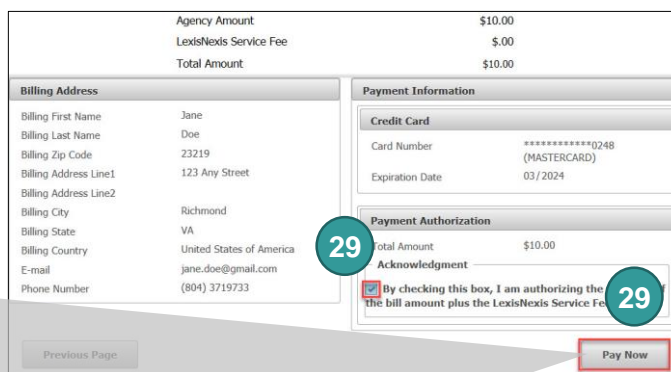 Agency Amount $10.00
LexisNexis Service Fee $.00
Total Amount $10.00
Billing Address
Billing First Name Jane
Billing Last Name Doe
Billing Zip Code 23219
Billing Address Line1 123 Any Street
Billing Address Line2
Billing City Richmond
Billing State VA
Billing Country United States of America
E-mail jane.doe@gmail.com
Phone Number (804) 3719733
Payment Information
Credit Card
Card Number ************0248
(MASTERCARD)
Expiration Date 03/2024
Payment Authorization
29
Total Amount $10.00
Acknowledgment
By checking this box, I am authorizing the
the bill amount plus the LexisNexis Service
29
Previous Page
Pay Now